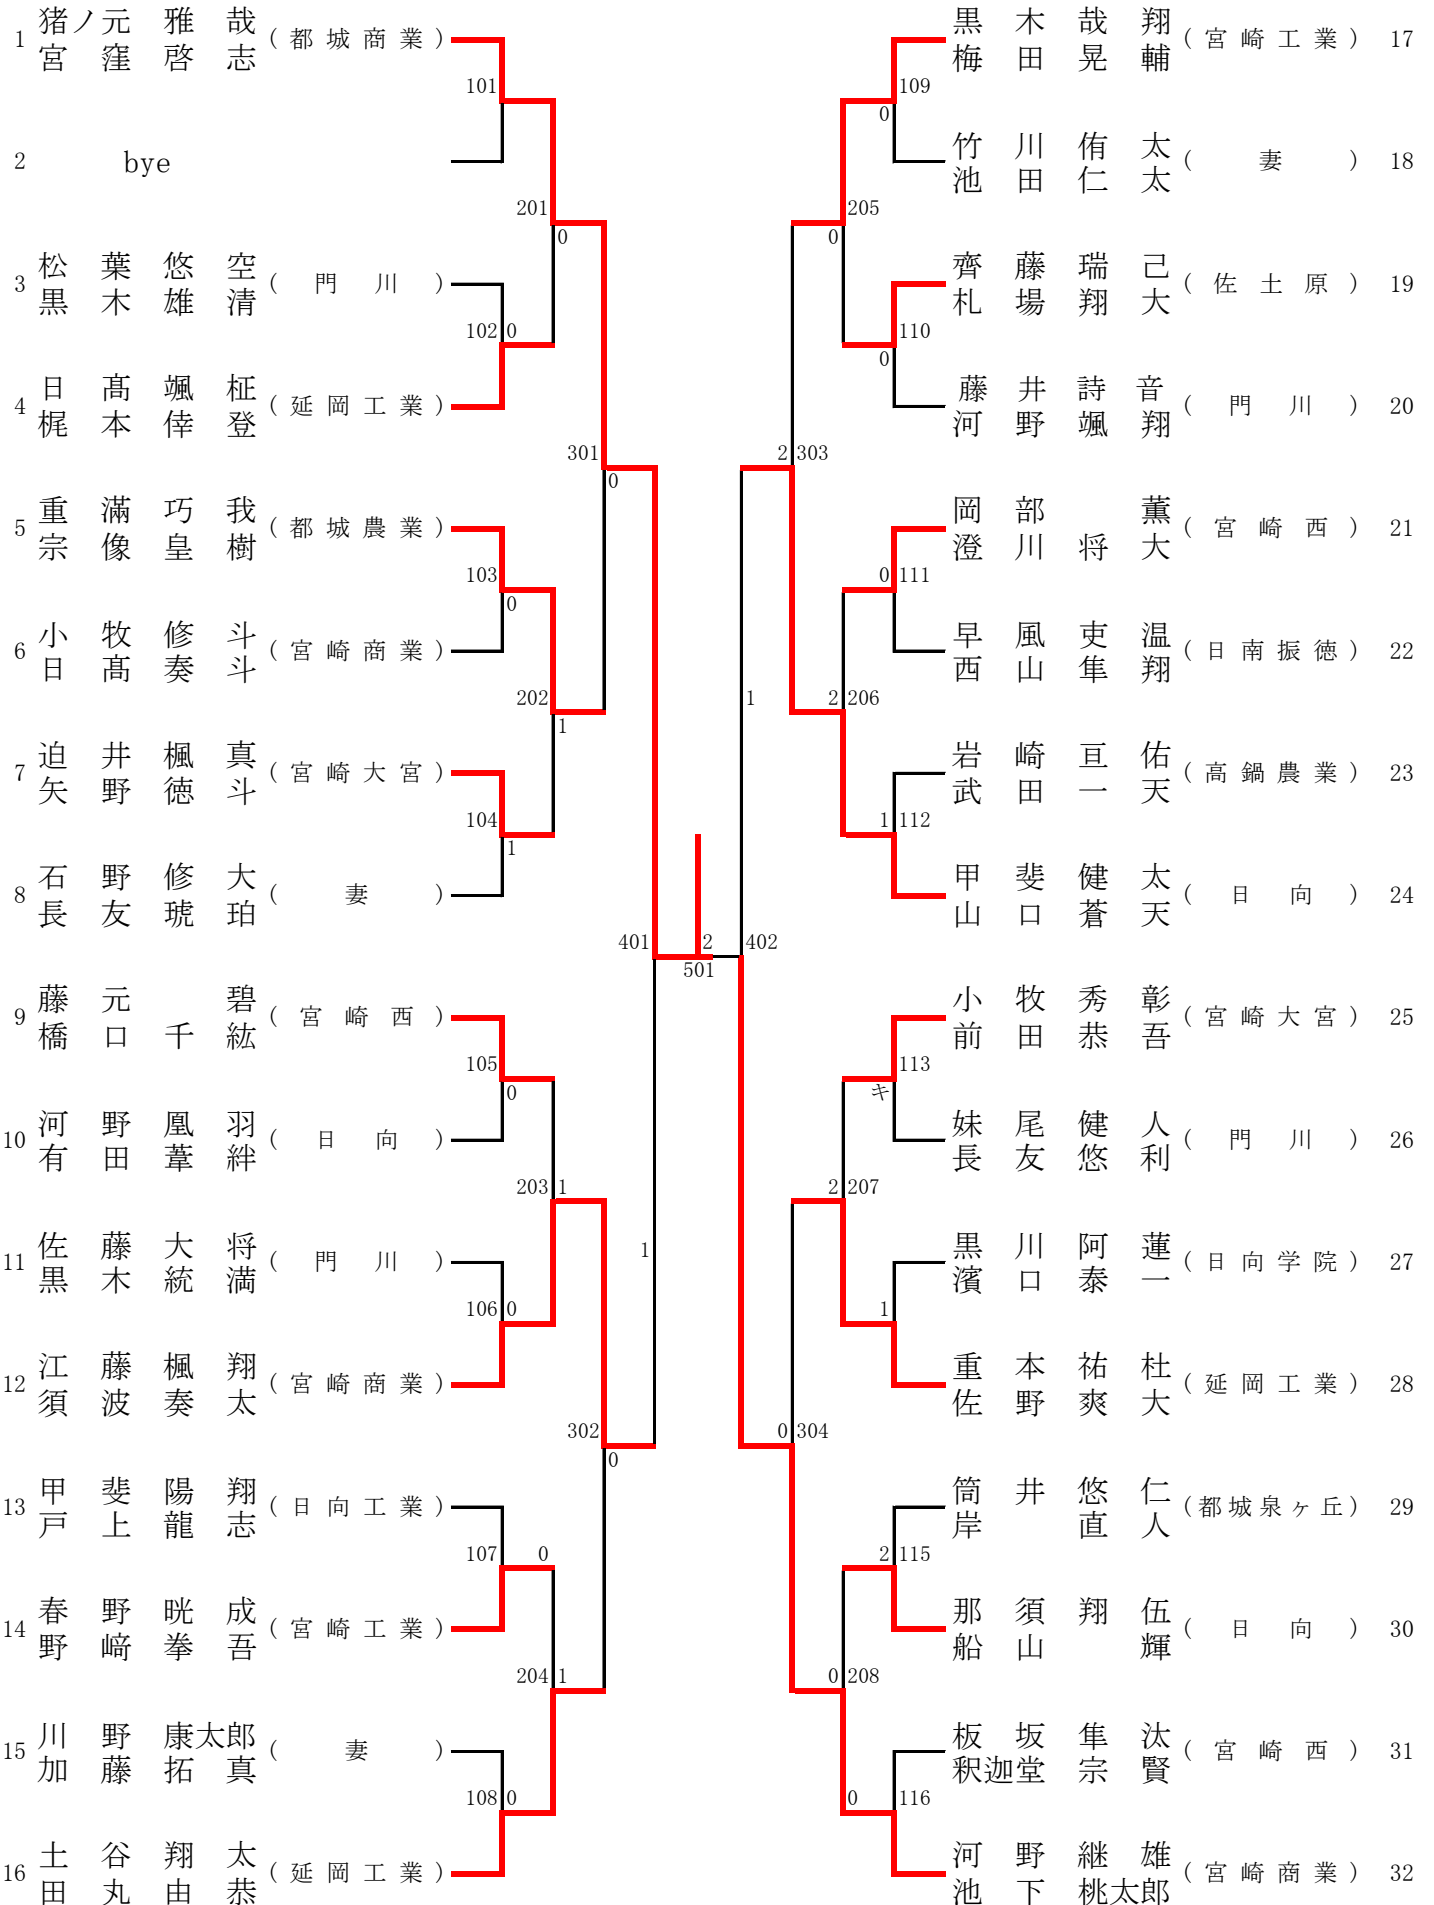 1 猪ノ元 雅 哉 (都城商業)
宮 窪 啓 志
2 bye
3 松 葉 悠 空 (門川)
黒 木 雄 清
4 日 髙 颯 柾 (延岡工業)
梶 本 倖 登
5 重 満 巧 我 (都城農業)
宗 像 皇 樹
6 小 牧 修 斗 (宮崎商業)
日 髙 奏 斗
7 迫 井 楓 真 (宮崎大宮)
矢 野 徳 斗
8 石 野 修 大 (妻)
長 友 琥 珀
9 藤 元 碧 (宮崎西)
橋 口 千 紘
10 河 野 凰 羽 (日向)
有 田 葦 絆
11 佐 藤 大 将 (門川)
黒 木 統 満
12 江 藤 楓 翔 (宮崎商業)
須 波 奏 太
13 甲 斐 陽 翔 (日向工業)
戸 上 龍 志
14 春 野 晄 成 (宮崎工業)
野 﨑 拳 吾
15 川 野 康太郎 (妻)
加 藤 拓 真
16 土 谷 翔 太 (延岡工業)
田 丸 由 恭
101
102 0
103
0
104
1
105
0
106 0
107 0
108 0
201
0
202
1
203 1
204 1
301
0
302
0
401
1
2
501
402
1
2 303
0 304
205
0
2 206
2 207
0 208
109
0
110
0
0 111
1 112
113
キ
1
2 115
0 116
黒 木 哉 翔 (宮崎工業) 17
梅 田 晃 輔
竹 川 侑 太 (妻) 18
池 田 仁 太
齊 藤 瑞 己 (佐土原) 19
札 場 翔 大
藤 井 詩 音 (門川) 20
河 野 颯 翔
岡 部 薫 (宮崎西) 21
澄 川 将 大
早 風 吏 温 (日南振徳) 22
西 山 隼 翔
岩 崎 亘 佑 (高鍋農業) 23
武 田 一 天
甲 斐 健 太 (日向) 24
山 口 蒼 天
小 牧 秀 彰 (宮崎大宮) 25
前 田 恭 吾
妹 尾 健 人 (門川) 26
長 友 悠 利
黒 川 阿 蓮 (日向学院) 27
濱 口 泰 一
重 本 祐 杜 (延岡工業) 28
佐 野 爽 大
筒 井 悠 仁 (都城泉ヶ丘) 29
岸 直 人
那 須 翔 伍 (日向) 30
船 山 輝
板 坂 隼 汰 (宮崎西) 31
釈迦堂 宗 賢
河 野 継 雄 (宮崎商業) 32
池 下 桃太郎